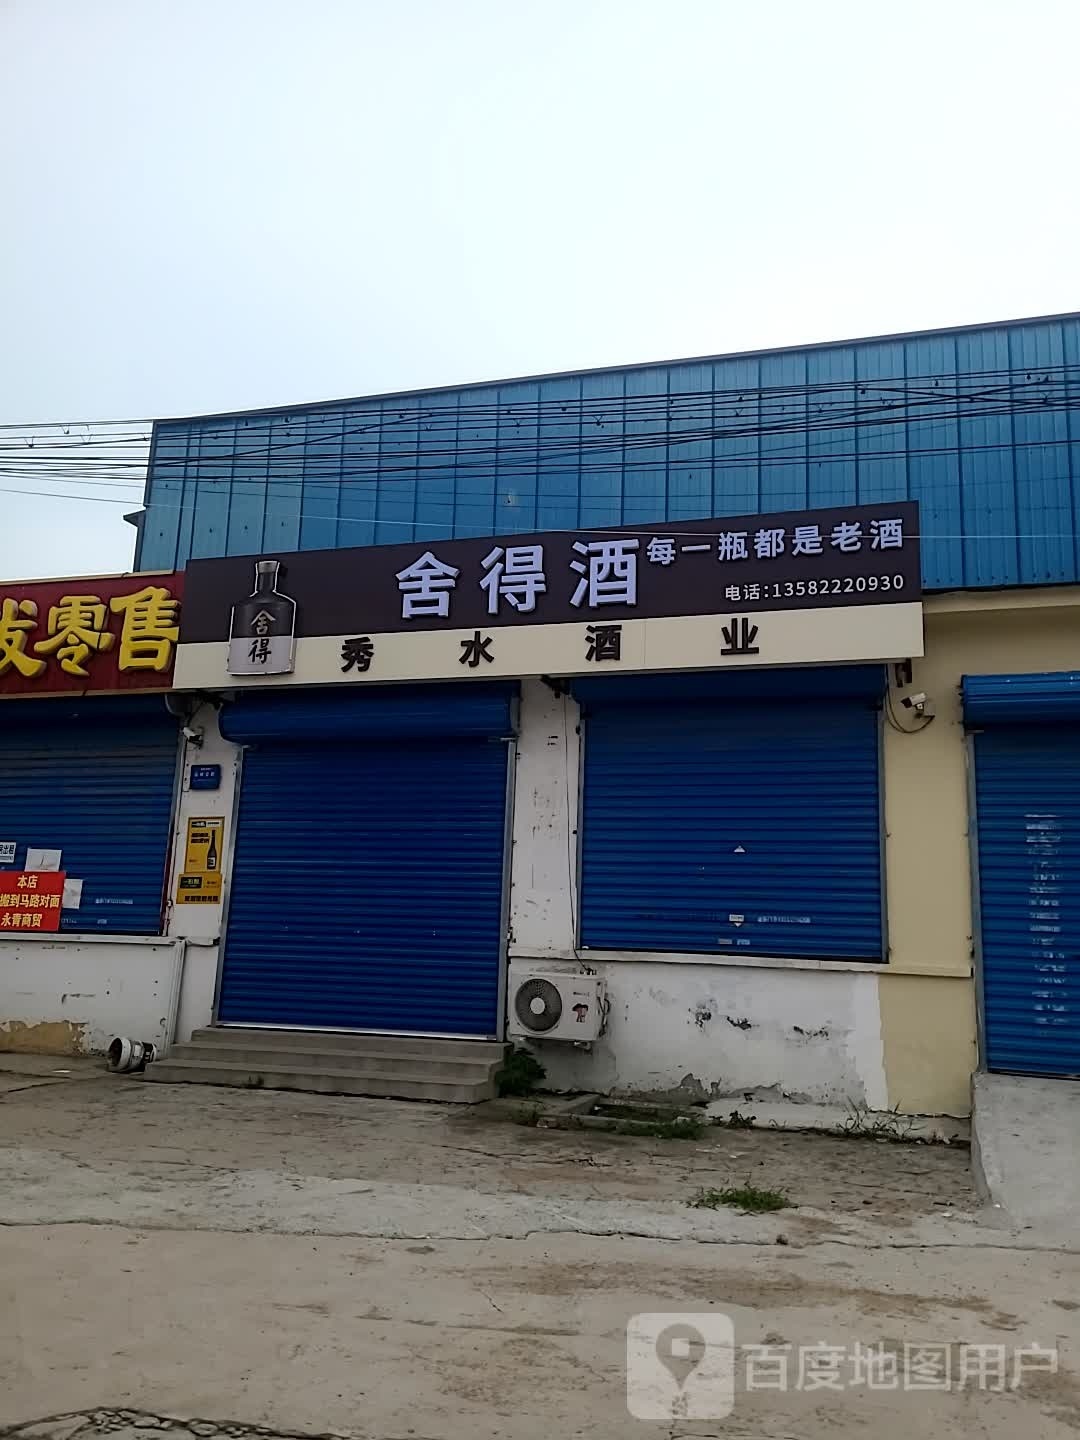 舍得酒
每一瓶都是老酒
电话:13582220930
舍得
秀水酒业
零售
出租
本店
搬到马路对面
永青商贸
百度地图用户